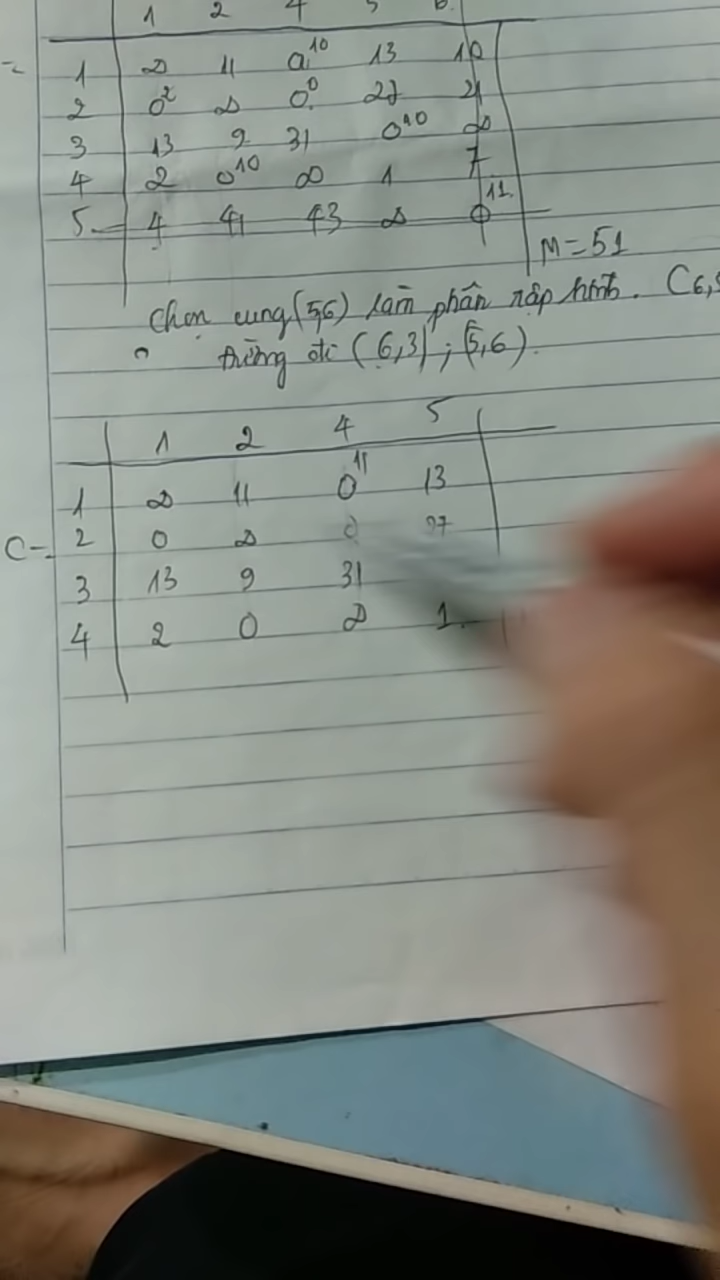 1 2 4 5 6
1 ∞ 11 0¹⁰ 13 10
2 0² ∞ 0⁰ 27 21
3 13 9 31 0¹⁰ ∞
4 2 0¹⁰ ∞ 1 7
5 4 41 43 ∞ 0¹¹
M=51
Chọn cung(5,6) làm phân
đường đi (6,3) ; (5,6).
1 2 4 5
1 ∞ 11 0¹¹ 13
C= 2 0 ∞ 0 27
3 13 9 31
4 2 0 ∞ 1